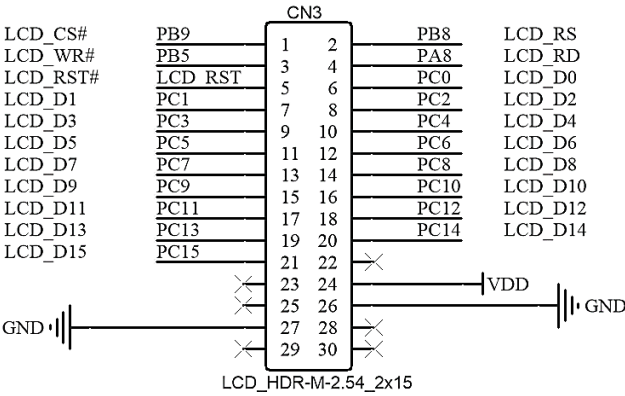 CN3
LCD_CS# PB9 1 2 PB8 LCD_RS
LCD_WR# PB5 3 4 PA8 LCD_RD
LCD_RST# LCD_RST 5 6 PC0 LCD_D0
LCD_D1 PC1 7 8 PC2 LCD_D2
LCD_D3 PC3 9 10 PC4 LCD_D4
LCD_D5 PC5 11 12 PC6 LCD_D6
LCD_D7 PC7 13 14 PC8 LCD_D8
LCD_D9 PC9 15 16 PC10 LCD_D10
LCD_D11 PC11 17 18 PC12 LCD_D12
LCD_D13 PC13 19 20 PC14 LCD_D14
LCD_D15 PC15 21 22
23 24 VDD
25 26 GND
GND 27 28
29 30
LCD_HDR-M-2.54_2x15